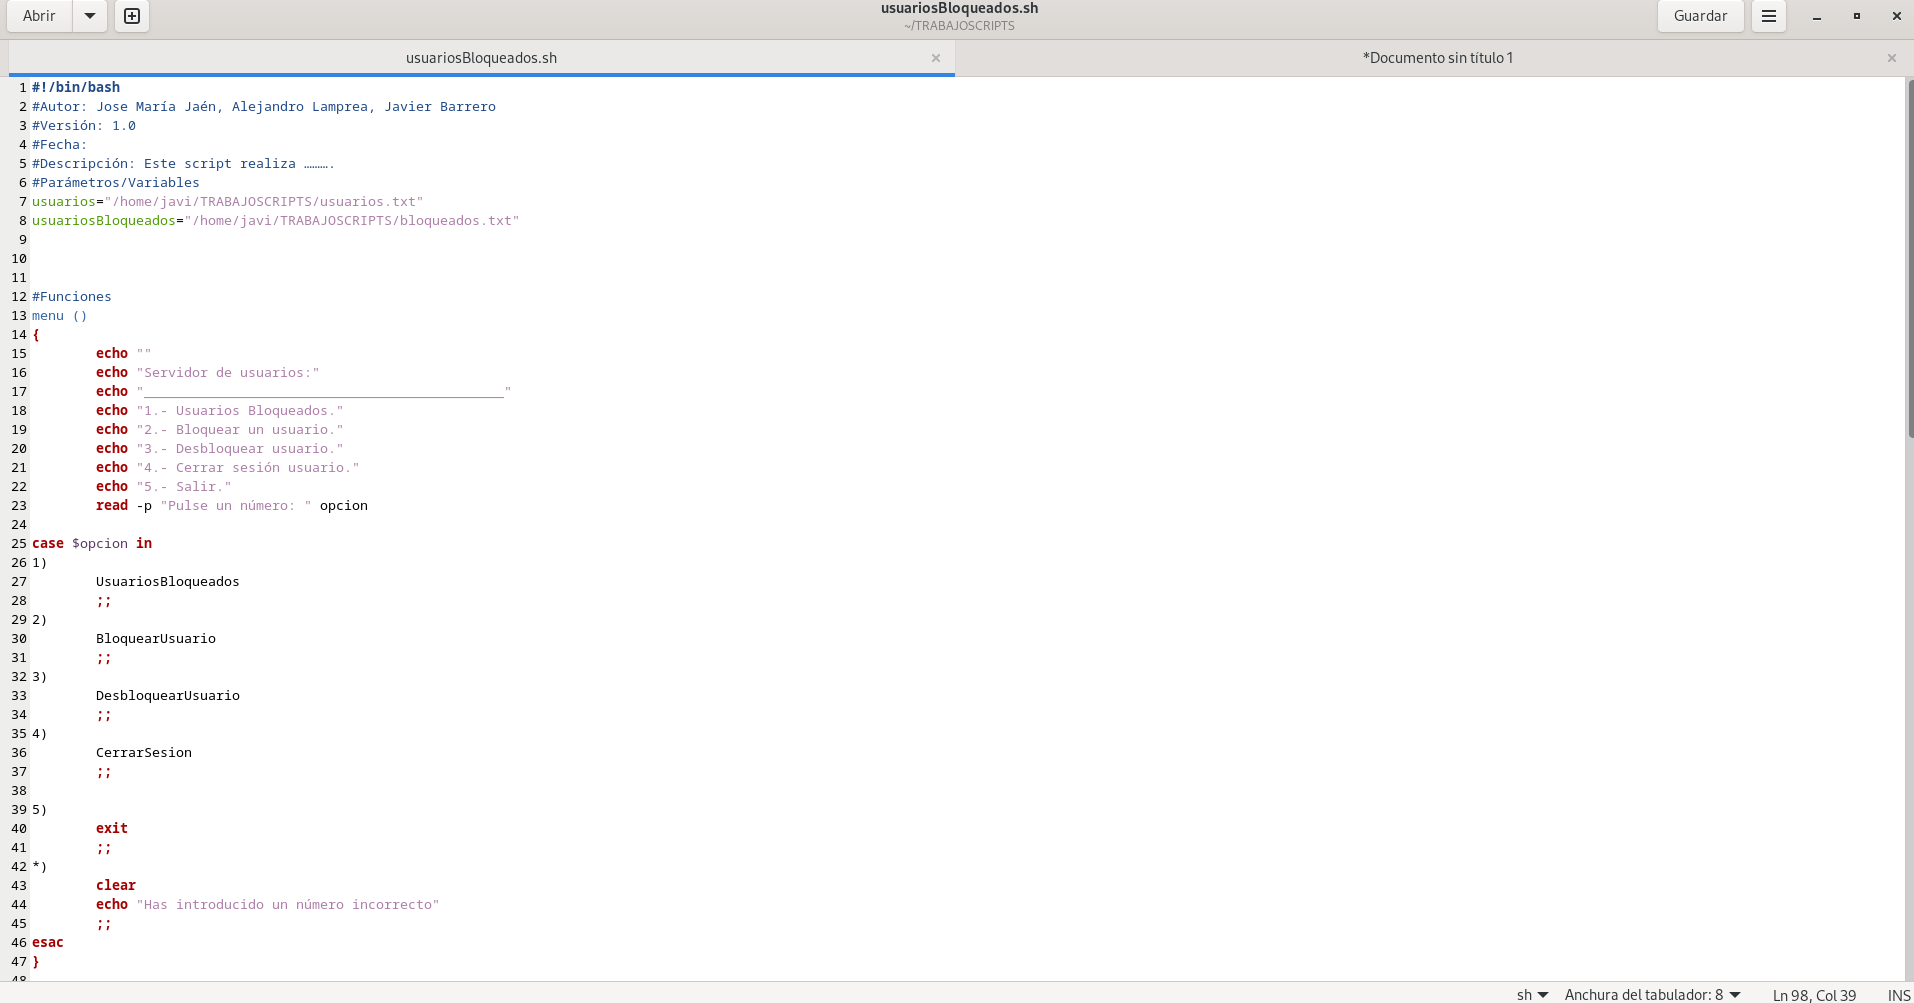 Abrir
usuariosBloqueados.sh
~/TRABAJOSCRIPTS
Guardar
usuariosBloqueados.sh
*Documento sin título 1
1 #!/bin/bash
2 #Autor: Jose María Jaén, Alejandro Lamprea, Javier Barrero
3 #Versión: 1.0
4 #Fecha:
5 #Descripción: Este script realiza ……….
6 #Parámetros/Variables
7 usuarios="/home/javi/TRABAJOSCRIPTS/usuarios.txt"
8 usuariosBloqueados="/home/javi/TRABAJOSCRIPTS/bloqueados.txt"
9
10
11
12 #Funciones
13 menu ()
14 {
15 echo ""
16 echo "Servidor de usuarios:"
17 echo "_____________________________________________"
18 echo "1.- Usuarios Bloqueados."
19 echo "2.- Bloquear un usuario."
20 echo "3.- Desbloquear usuario."
21 echo "4.- Cerrar sesión usuario."
22 echo "5.- Salir."
23 read -p "Pulse un número: " opcion
24
25 case $opcion in
26 1)
27 UsuariosBloqueados
28 ;;
29 2)
30 BloquearUsuario
31 ;;
32 3)
33 DesbloquearUsuario
34 ;;
35 4)
36 CerrarSesion
37 ;;
38
39 5)
40 exit
41 ;;
42 *)
43 clear
44 echo "Has introducido un número incorrecto"
45 ;;
46 esac
47 }
48
sh Anchura del tabulador: 8 Ln 98, Col 39 INS